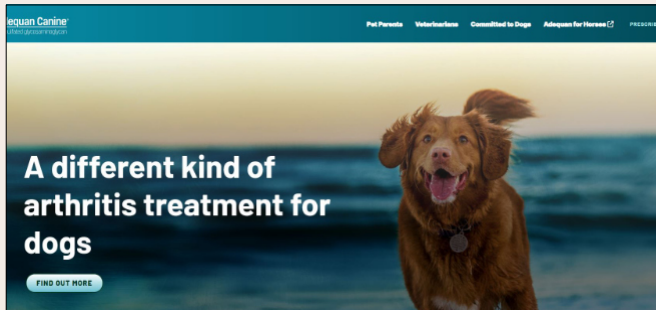 equan Canine
Pet Parents Veterinarians Committed to Dogs Adequan for Horses PRESCRIB
A different kind of
arthritis treatment for
dogs
FIND OUT MORE